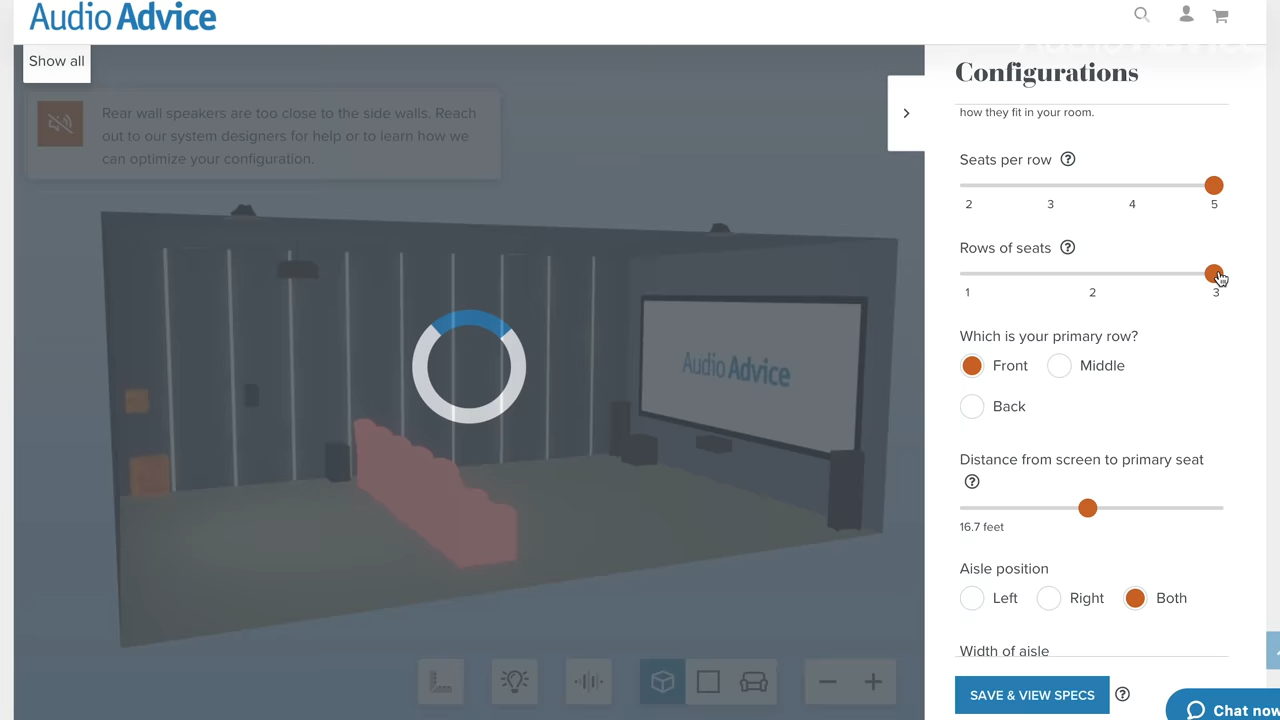 Audio Advice
Show all
Rear wall speakers are too close to the side walls. Reach
out to our system designers for help or to learn how we
can optimize your configuration.
Audio Advice
Configurations
how they fit in your room.
Seats per row
2 3 4 5
Rows of seats
1 2 3
Which is your primary row?
Front Middle
Back
Distance from screen to primary seat
16.7 feet
Aisle position
Left Right Both
Width of aisle
SAVE & VIEW SPECS
Chat now